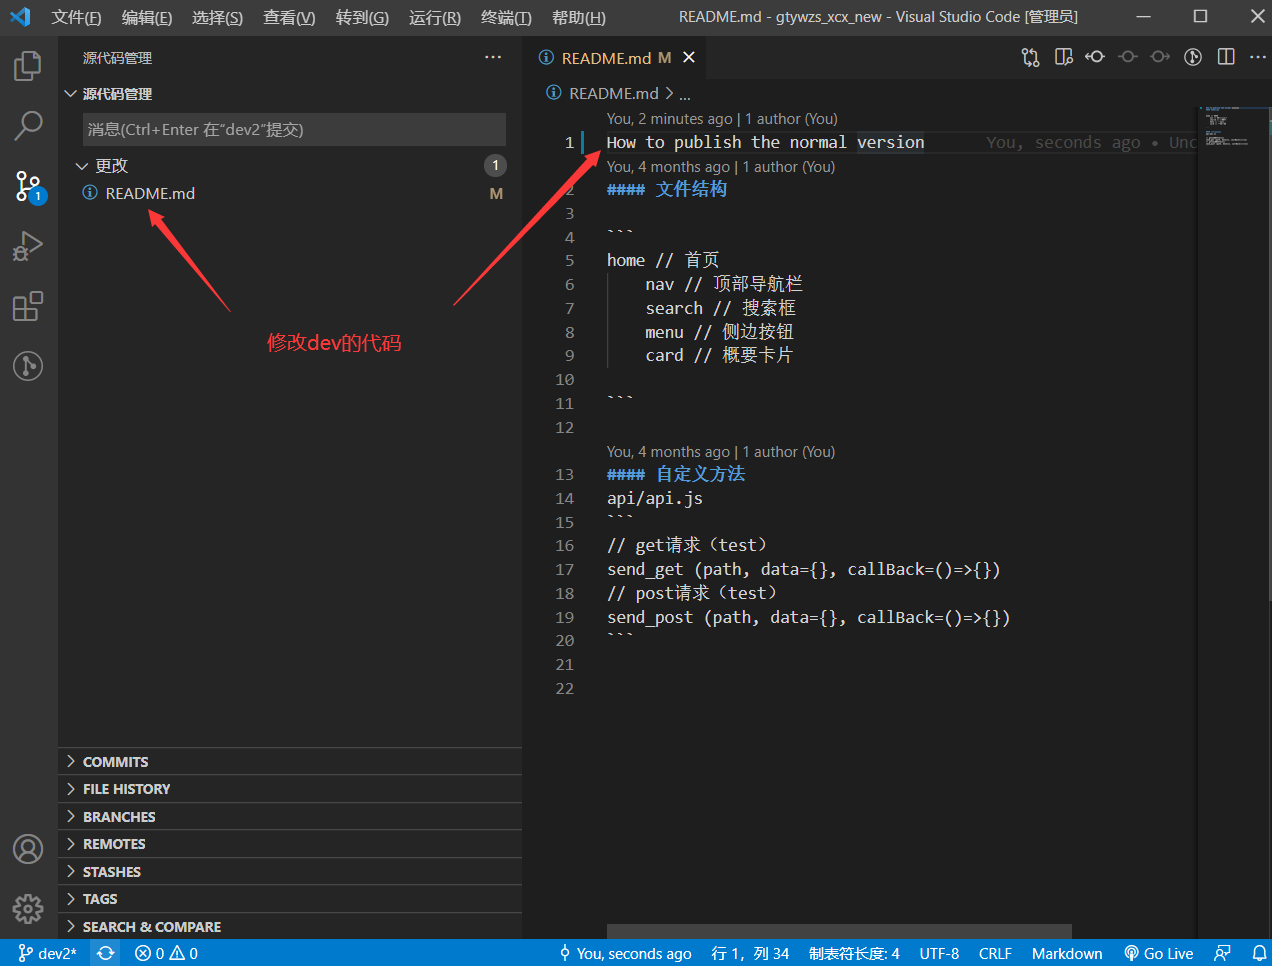 文件(F) 编辑(E) 选择(S) 查看(V) 转到(G) 运行(R) 终端(T) 帮助(H) README.md - gtywzs_xcx_new - Visual Studio Code [管理员]
源代码管理 ···
README.md M
源代码管理
README.md > ...
消息(Ctrl+Enter 在“dev2”提交)
更改 1
README.md M
1
修改dev的代码
You, 2 minutes ago | 1 author (You)
1 How to publish the normal version You, seconds ago • Unc
You, 4 months ago | 1 author (You)
2 #### 文件结构
3
4 ```
5 home // 首页
6 nav // 顶部导航栏
7 search // 搜索框
8 menu // 侧边按钮
9 card // 概要卡片
10
11 ```
12
You, 4 months ago | 1 author (You)
13 #### 自定义方法
14 api/api.js
15 ```
16 // get请求（test）
17 send_get (path, data={}, callBack=()=>{})
18 // post请求（test）
19 send_post (path, data={}, callBack=()=>{})
20 ```
21
22
COMMITS
FILE HISTORY
BRANCHES
REMOTES
STASHES
TAGS
SEARCH & COMPARE
dev2* 0 0 You, seconds ago 行 1，列 34 制表符长度: 4 UTF-8 CRLF Markdown Go Live